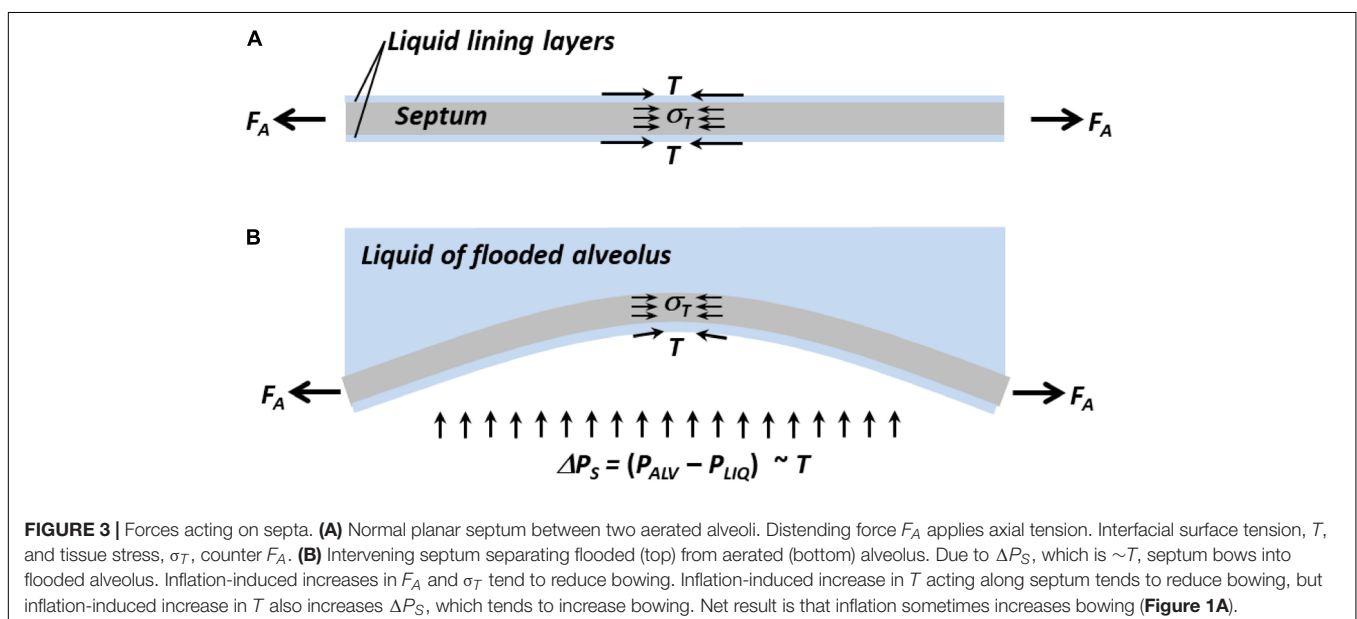 A
Liquid lining layers
T
F_A
Septum
σ_T
F_A
T
B
Liquid of flooded alveolus
σ_T
T
F_A
F_A
ΔP_S = (P_ALV – P_LIQ) ~ T
FIGURE 3 | Forces acting on septa. (A) Normal planar septum between two aerated alveoli. Distending force F_A applies axial tension. Interfacial surface tension, T,
and tissue stress, σ_T, counter F_A. (B) Intervening septum separating flooded (top) from aerated (bottom) alveolus. Due to ΔP_S, which is ~T, septum bows into
flooded alveolus. Inflation-induced increases in F_A and σ_T tend to reduce bowing. Inflation-induced increase in T acting along septum tends to reduce bowing, but
inflation-induced increase in T also increases ΔP_S, which tends to increase bowing. Net result is that inflation sometimes increases bowing (Figure 1A).